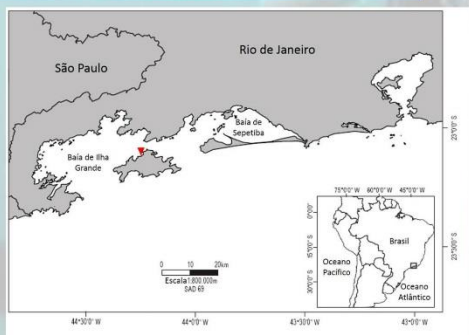 Rio de Janeiro
São Paulo
Baía de
Sepetiba
Baía de Ilha
Grande
23°0'0"S
23°30'0"S
75°0'0"W 60°0'0"W 45°0'0"W
0°0'0"
15°0'0"S
30°0'0"S
Brasil
Oceano
Pacífico
Oceano
Atlântico
0 10 20km
Escala 1:800.000m
SAD 69
44°30'0"W 44°0'0"W 43°30'0"W 43°0'0"W